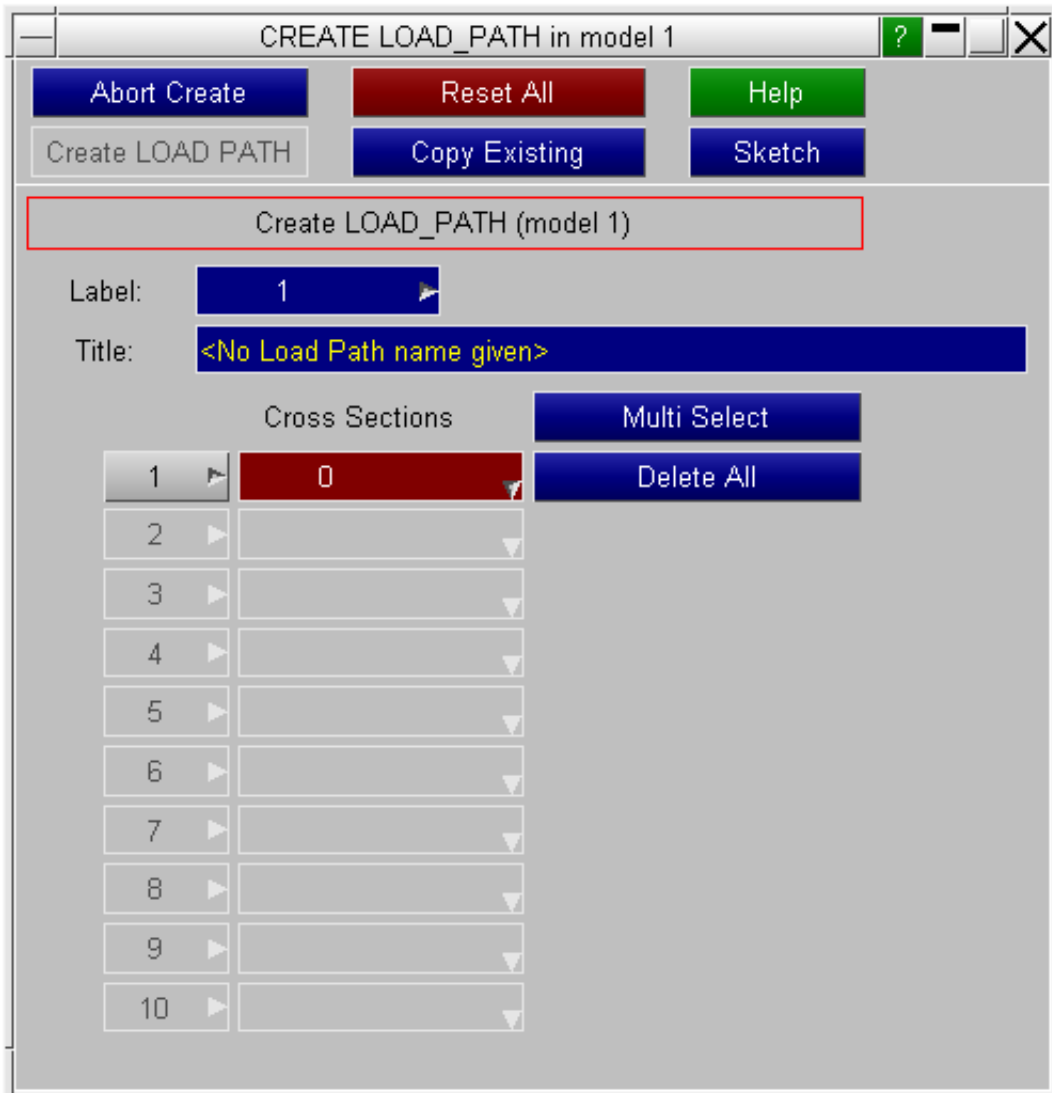 CREATE LOAD_PATH in model 1 ?
Abort Create Reset All Help
Create LOAD PATH Copy Existing Sketch
Create LOAD_PATH (model 1)
Label: 1
Title: <No Load Path name given>
Cross Sections Multi Select
1 0 Delete All
2
3
4
5
6
7
8
9
10